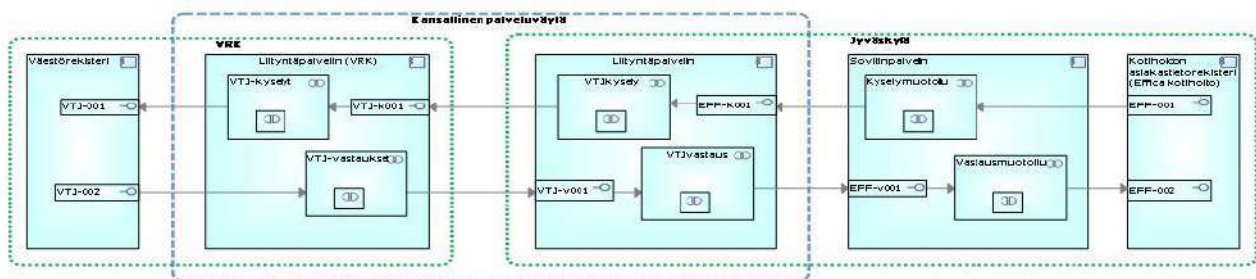 Kansallinen palveluväylä
VRK
Jyväskylä
Väestörekisteri
Liityntäpalvelin (VRK)
Liityntäpalvelin
Sovitinpalvelin
Kotihoidon
asiakastietorekisteri
(Effica kotihoito)
VTJ-kyselyt
VTJkysely
Kyselymuotoilu
VTJ-001
VTJ-K001
EFF-K001
EFF-001
VTJ-vastaukset
VTJvastaus
Vastausmuotoilu
VTJ-002
VTJ-V001
EFF-V001
EFF-002